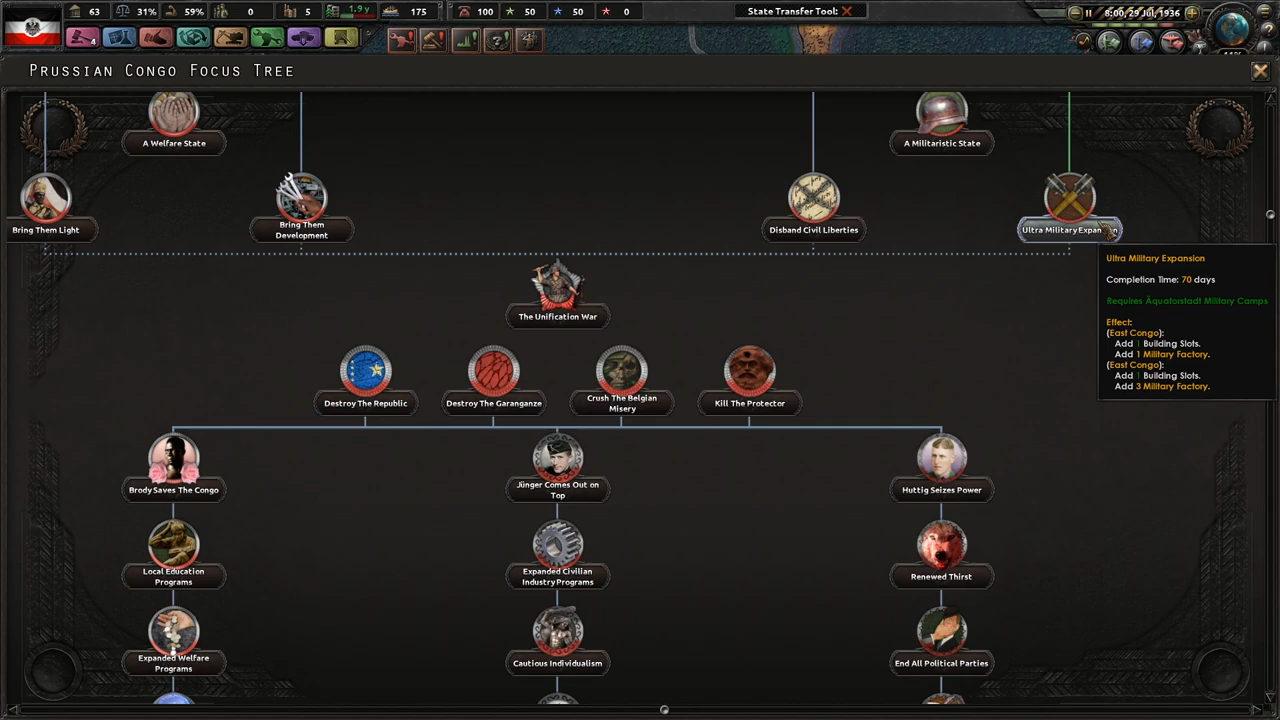 63
31%
59%
0
5
1.9 y
175
100
50
50
0
State Transfer Tool:
8:00, 29 Jul, 1936
4
Prussian Congo Focus Tree
A Welfare State
A Militaristic State
Bring Them Light
Bring Them
Development
Disband Civil Liberties
Ultra Military Expan
The Unification War
Ultra Military Expansion
Completion Time: 70 days
Requires Äquatorstadt Military Camps
Effect:
(East Congo):
Add 1 Building Slots.
Add 1 Military Factory.
(East Congo):
Add 1 Building Slots.
Add 3 Military Factory.
Destroy The Republic
Destroy The Garanganze
Crush The Belgian
Misery
Kill The Protector
Brody Saves The Congo
Jünger Comes Out on
Top
Huttig Seizes Power
Local Education
Programs
Expanded Civilian
Industry Programs
Renewed Thirst
Expanded Welfare
Programs
Cautious Individualism
End All Political Parties